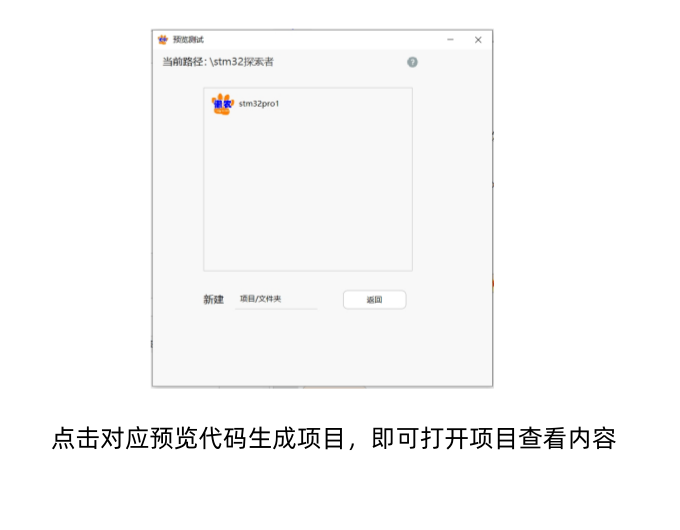 预览测试
当前路径：\stm32探索者
?
懒客
stm32pro1
新建
项目/文件夹
返回
点击对应预览代码生成项目，即可打开项目查看内容